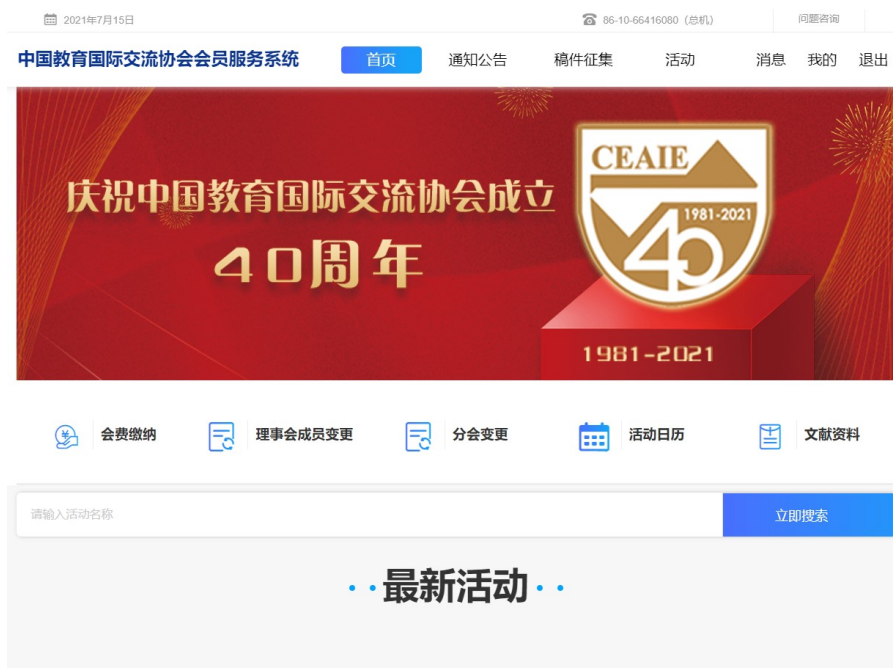 2021年7月15日 86-10-66416080（总机） 问题咨询
中国教育国际交流协会会员服务系统 首页 通知公告 稿件征集 活动 消息 我的 退出
庆祝中国教育国际交流协会成立
40周年
CEAIE
1981-2021
40
1981-2021
会费缴纳 理事会成员变更 分会变更 活动日历 文献资料
请输入活动名称 立即搜索
··最新活动··